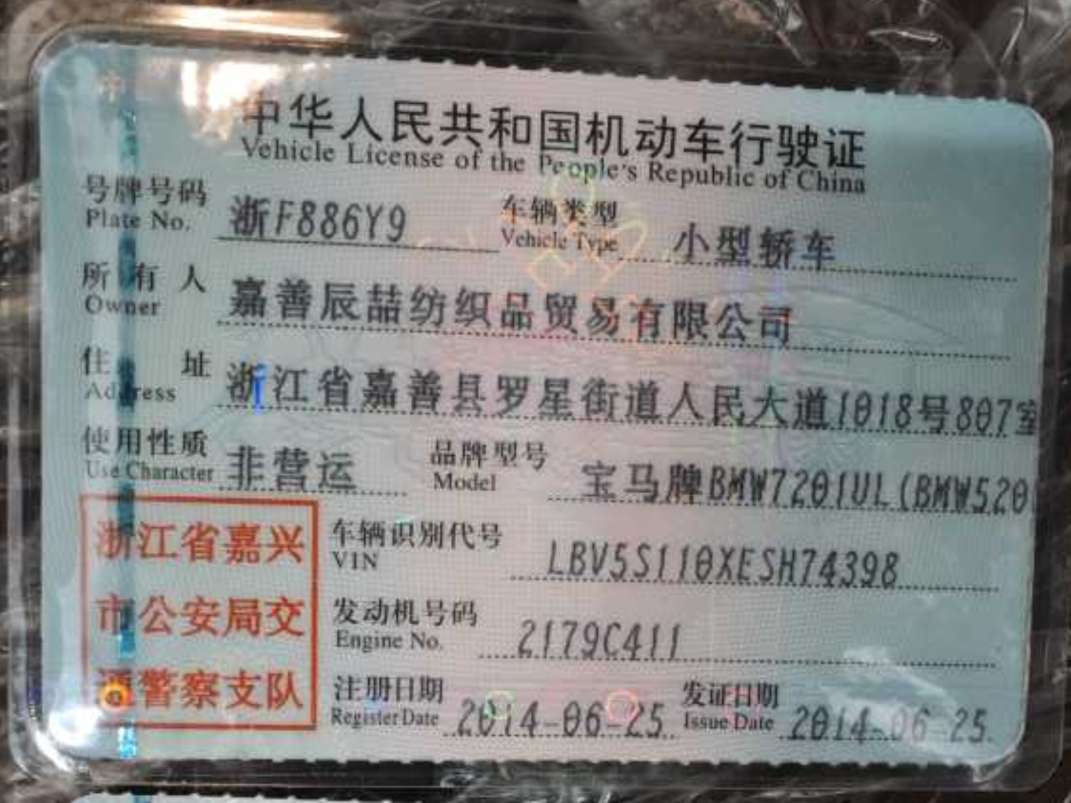 中华人民共和国机动车行驶证
Vehicle License of the People's Republic of China
号牌号码 浙F886Y9 车辆类型 小型轿车
Plate No. Vehicle Type
所有人 嘉善辰喆纺织品贸易有限公司
Owner
住址 浙江省嘉善县罗星街道人民大道1018号807室
Address
使用性质 非营运 品牌型号 宝马牌BMW7201UL(BMW520
Use Character Model
浙江省嘉兴
市公安局交
通警察支队
车辆识别代号 LBV5S110XESH74398
VIN
发动机号码 2179C411
Engine No.
注册日期 2014-06-25 发证日期 2014-06-25
Register Date Issue Date